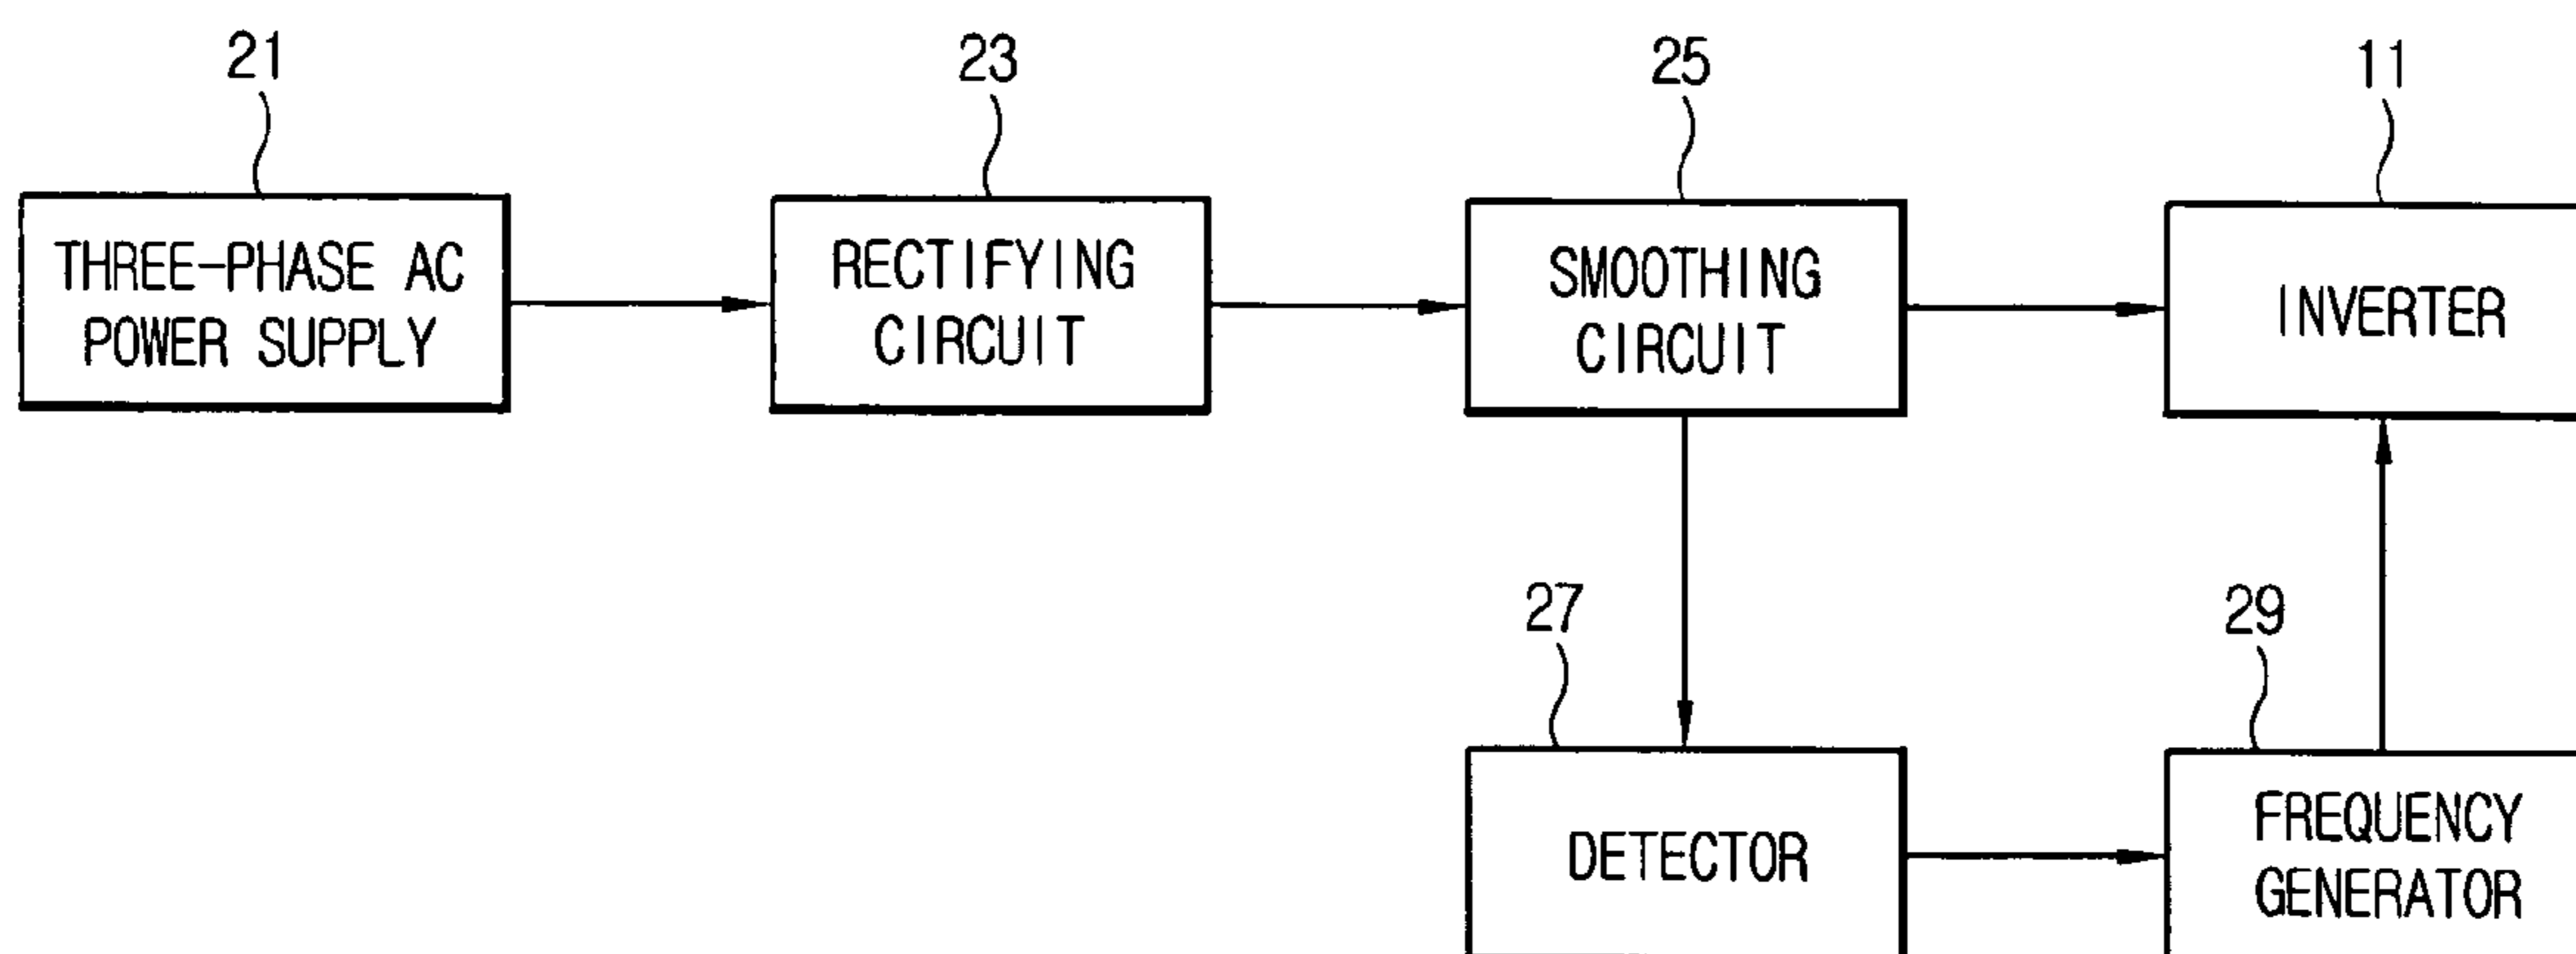 21
23
25
11
THREE-PHASE AC
POWER SUPPLY
RECTIFYING
CIRCUIT
SMOOTHING
CIRCUIT
INVERTER
27
29
DETECTOR
FREQUENCY
GENERATOR